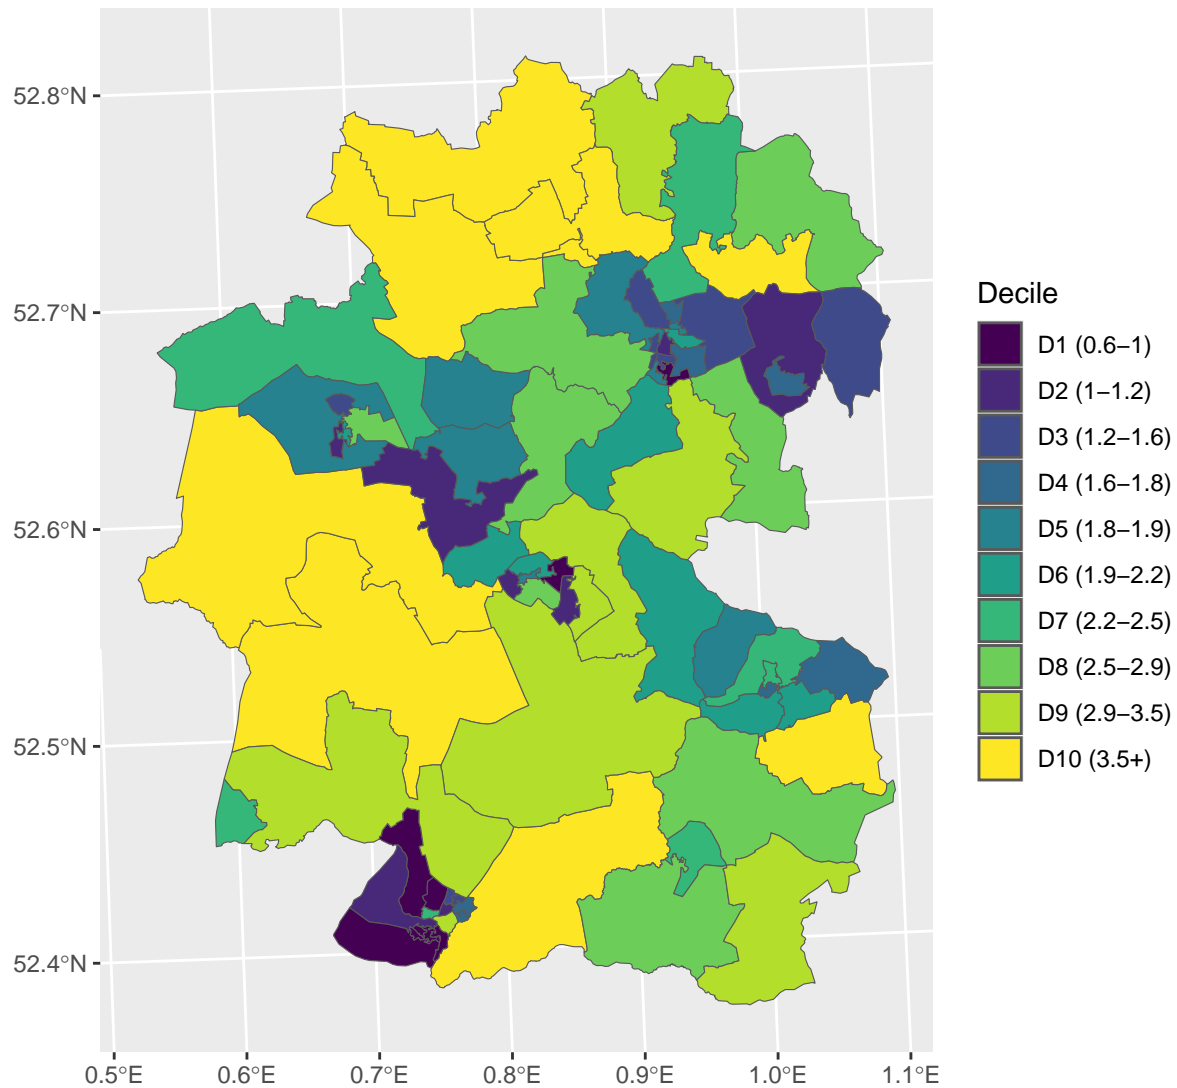 52.8°N
52.7°N
52.6°N
52.5°N
52.4°N
0.5°E
0.6°E
0.7°E
0.8°E
0.9°E
1.0°E
1.1°E
Decile
D1 (0.6–1)
D2 (1–1.2)
D3 (1.2–1.6)
D4 (1.6–1.8)
D5 (1.8–1.9)
D6 (1.9–2.2)
D7 (2.2–2.5)
D8 (2.5–2.9)
D9 (2.9–3.5)
D10 (3.5+)